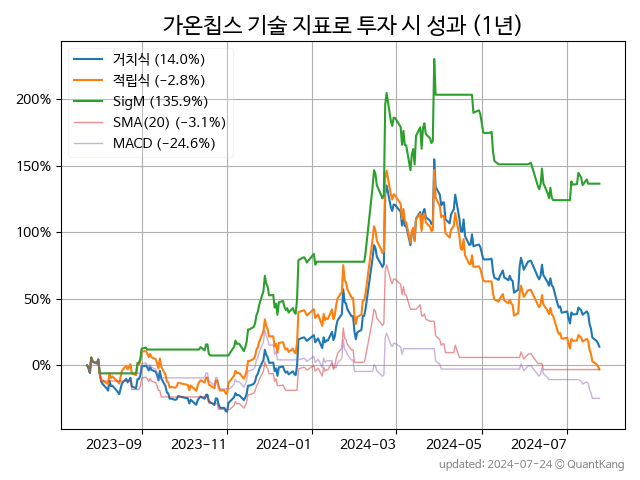 가온칩스 기술 지표로 투자 시 성과 (1년)
거치식 (14.0%)
적립식 (−2.8%)
SigM (135.9%)
SMA(20) (−3.1%)
MACD (−24.6%)
200%
150%
100%
50%
0%
2023-09 2023-11 2024-01 2024-03 2024-05 2024-07
updated: 2024-07-24 © QuantKang